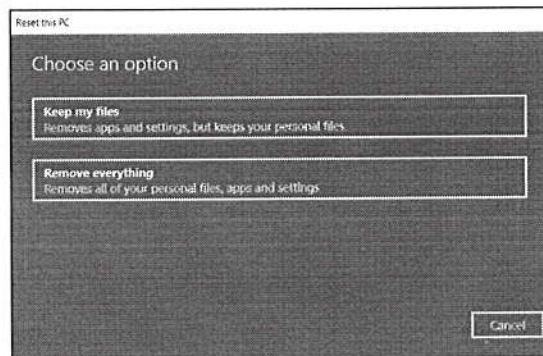 Reset this PC
Choose an option
Keep my files
Removes apps and settings, but keeps your personal files
Remove everything
Removes all of your personal files, apps and settings
Cancel